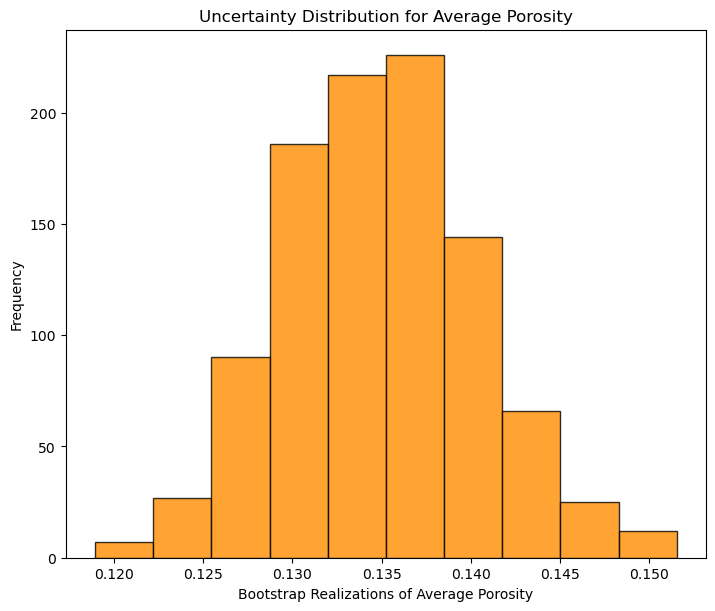 Uncertainty Distribution for Average Porosity
200
150
100
50
0
Frequency
0.120 0.125 0.130 0.135 0.140 0.145 0.150
Bootstrap Realizations of Average Porosity